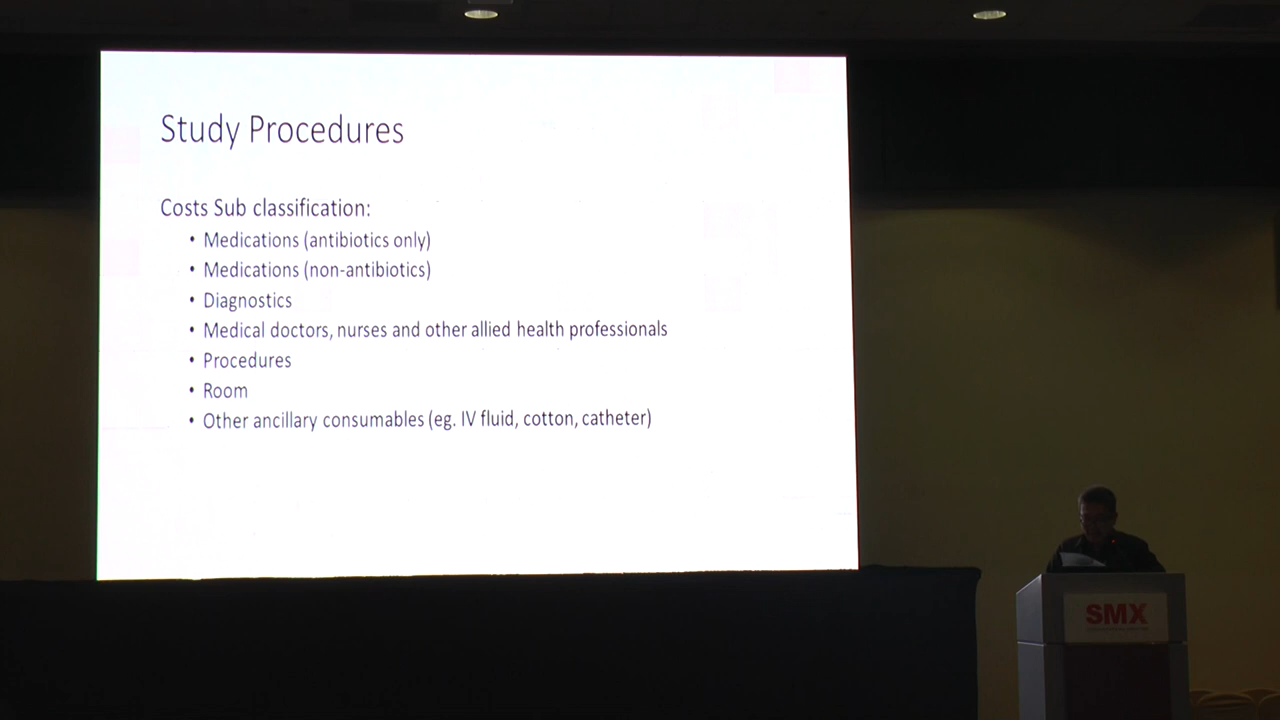 Study Procedures
Costs Sub classification:
• Medications (antibiotics only)
• Medications (non-antibiotics)
• Diagnostics
• Medical doctors, nurses and other allied health professionals
• Procedures
• Room
• Other ancillary consumables (eg. IV fluid, cotton, catheter)
SMX